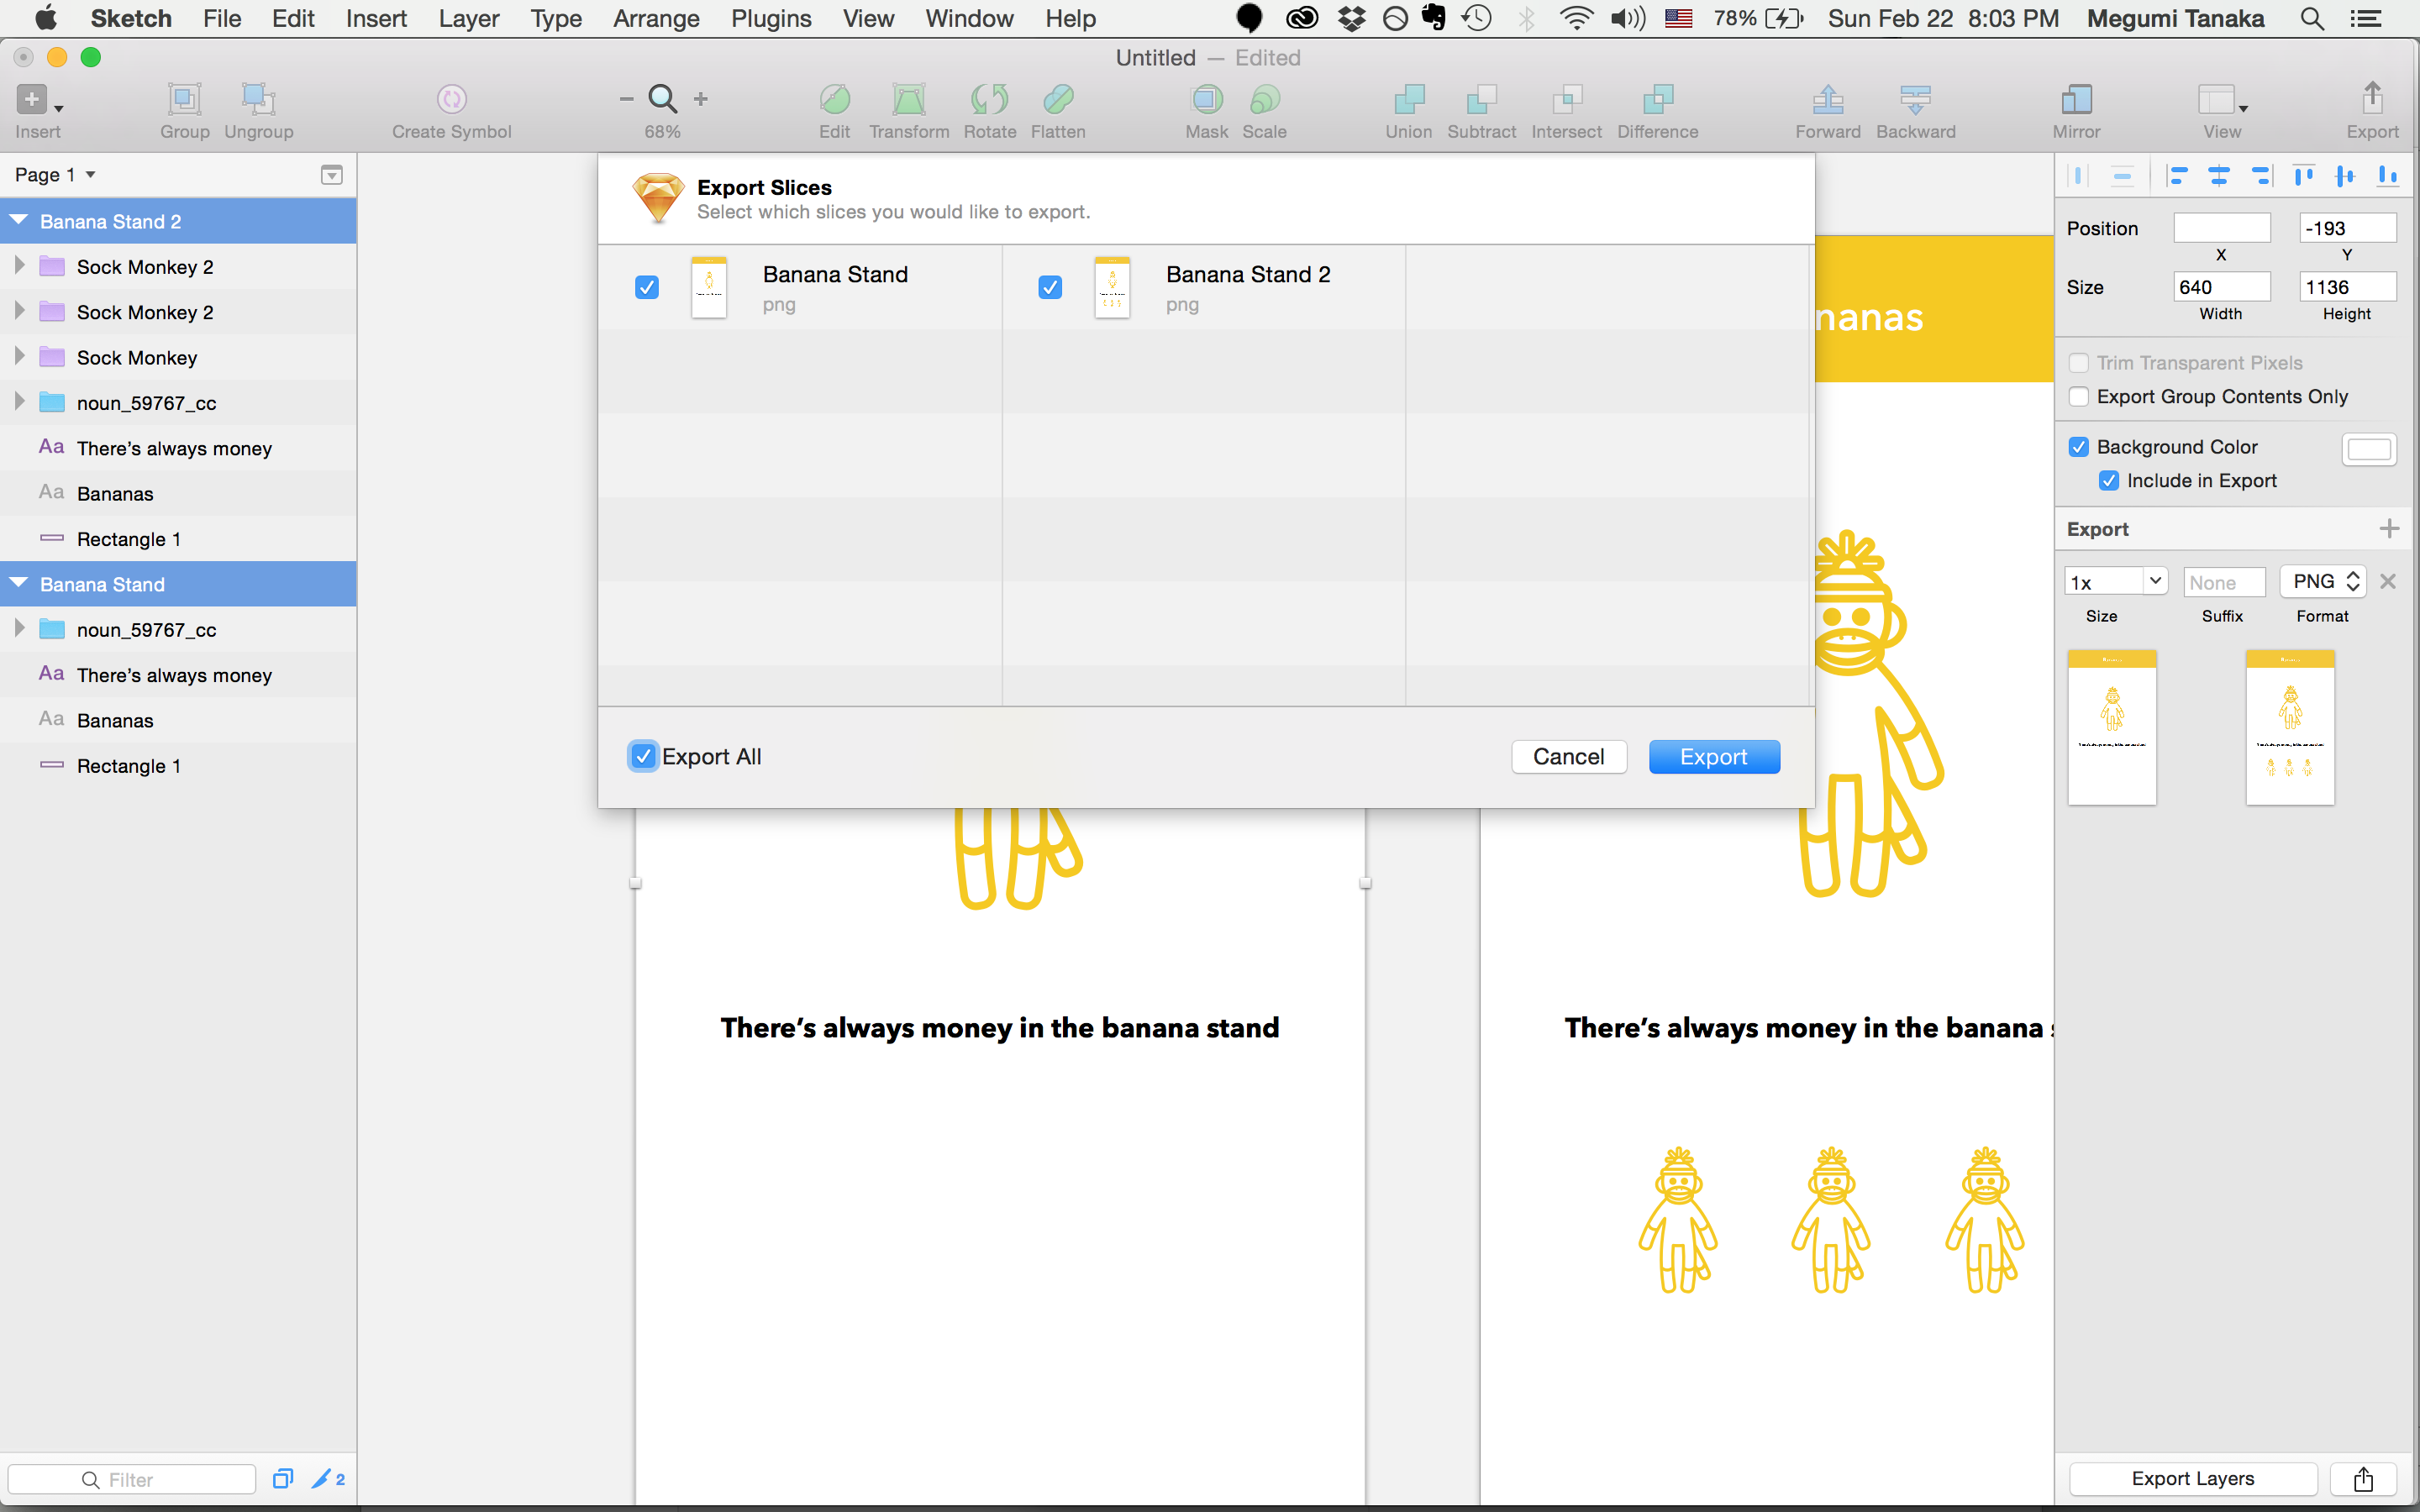 Sketch File Edit Insert Layer Type Arrange Plugins View Window Help 78% Sun Feb 22 8:03 PM Megumi Tanaka
Untitled — Edited
Insert Group Ungroup Create Symbol 68% Edit Transform Rotate Flatten Mask Scale Union Subtract Intersect Difference Forward Backward Mirror View Export
Page 1
Banana Stand 2
Sock Monkey 2
Sock Monkey 2
Sock Monkey
noun_59767_cc
Aa There’s always money
Aa Bananas
Rectangle 1
Banana Stand
noun_59767_cc
Aa There’s always money
Aa Bananas
Rectangle 1
Filter
2
Export Slices
Select which slices you would like to export.
Banana Stand
png
Banana Stand 2
png
Export All
Cancel
Export
nanas
There’s always money in the banana stand
There’s always money in the banana
Position
-193
X Y
Size 640 1136
Width Height
Trim Transparent Pixels
Export Group Contents Only
Background Color
Include in Export
Export
1x None PNG
Size Suffix Format
Export Layers